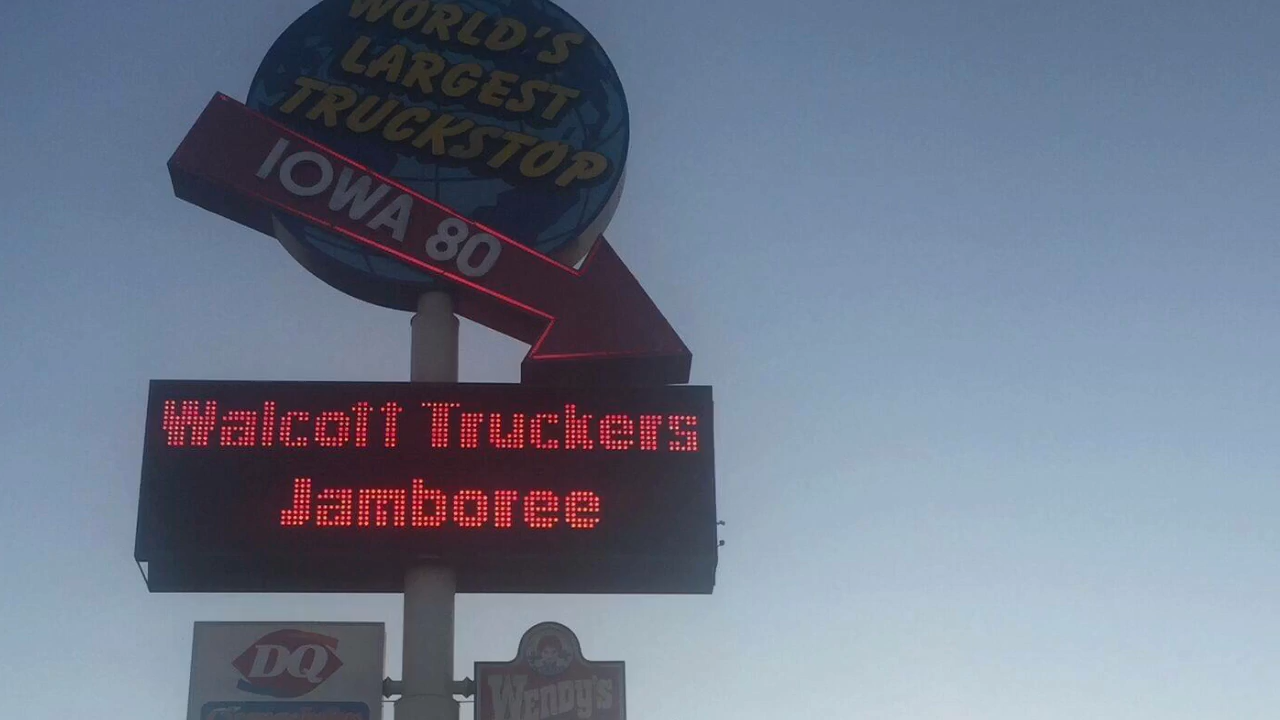 WORLD'S
LARGEST
TRUCKSTOP
IOWA 80
Walcott Truckers
Jamboree
DQ
Wendy's